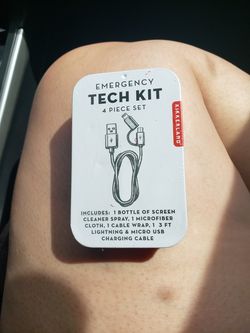 EMERGENCY
TECH KIT
4 PIECE SET
KIKKERLAND
INCLUDES: 1 BOTTLE OF SCREEN
CLEANER SPRAY, 1 MICROFIBER
CLOTH, 1 CABLE WRAP, 1 3 FT
LIGHTNING & MICRO USB
CHARGING CABLE